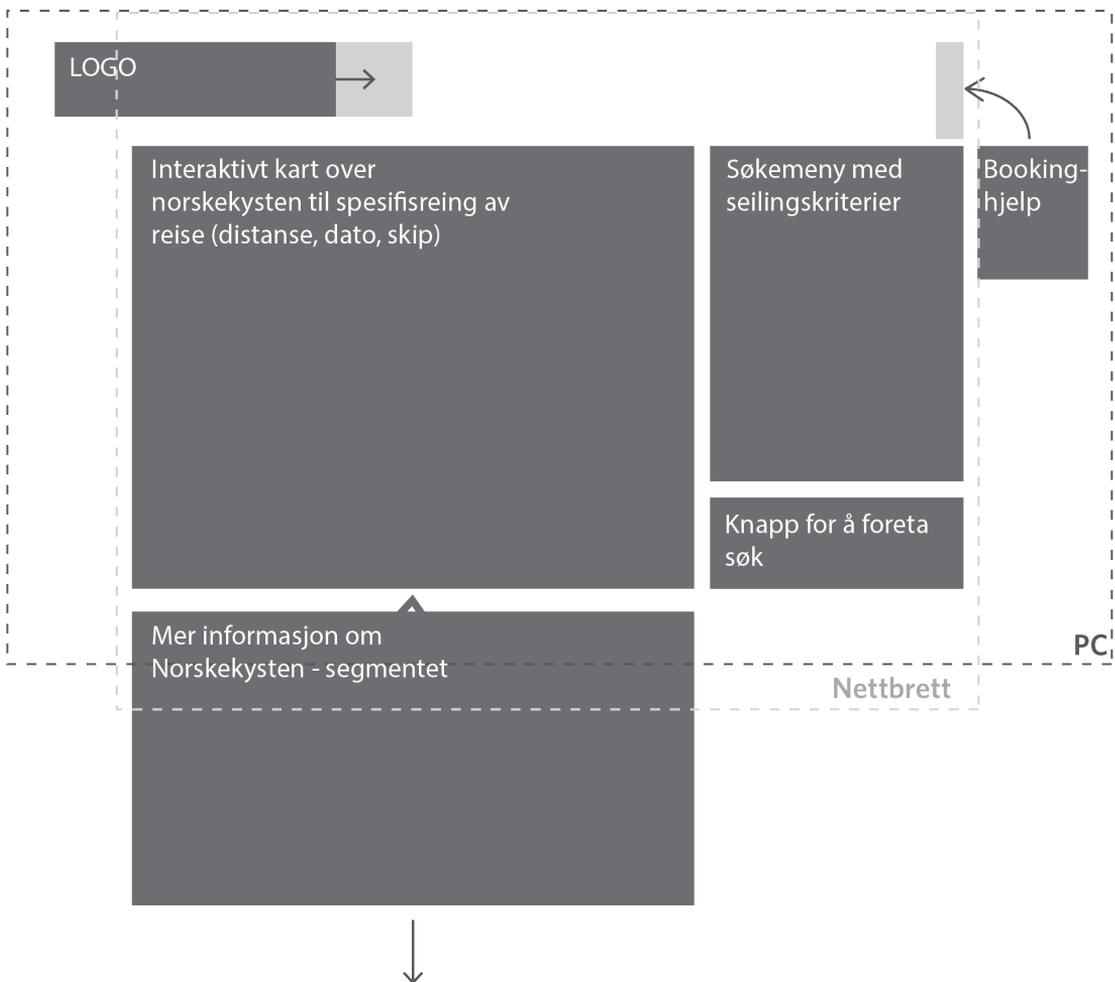 LOGO
Interaktivt kart over
norskekysten til spesifisreing av
reise (distanse, dato, skip)
Søkemeny med
seilingskriterier
Booking-
hjelp
Knapp for å foreta
søk
Mer informasjon om
Norskekysten - segmentet
PC
Nettbrett